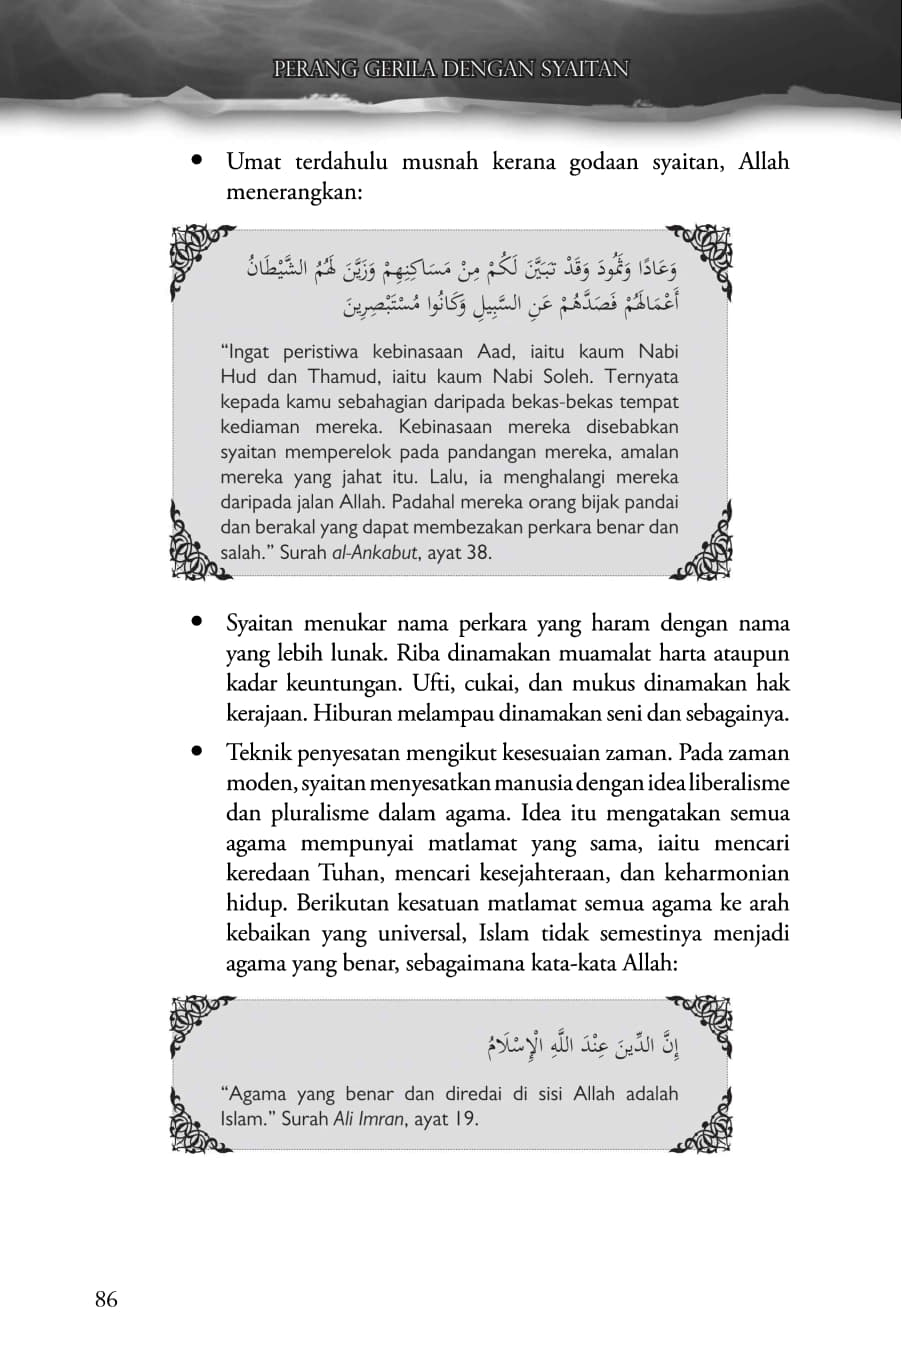 PERANG GERILA DENGAN SYAITAN
• Umat terdahulu musnah kerana godaan syaitan, Allah
menerangkan:
وَعَادًا وَثَمُودَ وَقَدْ تَبَيَّنَ لَكُمْ مِنْ مَسَاكِنِهِمْ وَزَيَّنَ لَهُمُ الشَّيْطَانُ
أَعْمَالَهُمْ فَصَدَّهُمْ عَنِ السَّبِيلِ وَكَانُوا مُسْتَبْصِرِينَ
“Ingat peristiwa kebinasaan Aad, iaitu kaum Nabi
Hud dan Thamud, iaitu kaum Nabi Soleh. Ternyata
kepada kamu sebahagian daripada bekas-bekas tempat
kediaman mereka. Kebinasaan mereka disebabkan
syaitan memperelok pada pandangan mereka, amalan
mereka yang jahat itu. Lalu, ia menghalangi mereka
daripada jalan Allah. Padahal mereka orang bijak pandai
dan berakal yang dapat membezakan perkara benar dan
salah.” Surah al-Ankabut, ayat 38.
• Syaitan menukar nama perkara yang haram dengan nama
yang lebih lunak. Riba dinamakan muamalat harta ataupun
kadar keuntungan. Ufti, cukai, dan mukus dinamakan hak
kerajaan. Hiburan melampau dinamakan seni dan sebagainya.
• Teknik penyesatan mengikut kesesuaian zaman. Pada zaman
moden, syaitan menyesatkan manusia dengan idea liberalisme
dan pluralisme dalam agama. Idea itu mengatakan semua
agama mempunyai matlamat yang sama, iaitu mencari
keredaan Tuhan, mencari kesejahteraan, dan keharmonian
hidup. Berikutan kesatuan matlamat semua agama ke arah
kebaikan yang universal, Islam tidak semestinya menjadi
agama yang benar, sebagaimana kata-kata Allah:
إِنَّ الدِّينَ عِنْدَ اللَّهِ الْإِسْلَامُ
“Agama yang benar dan diredai di sisi Allah adalah
Islam.” Surah Ali Imran, ayat 19.
86